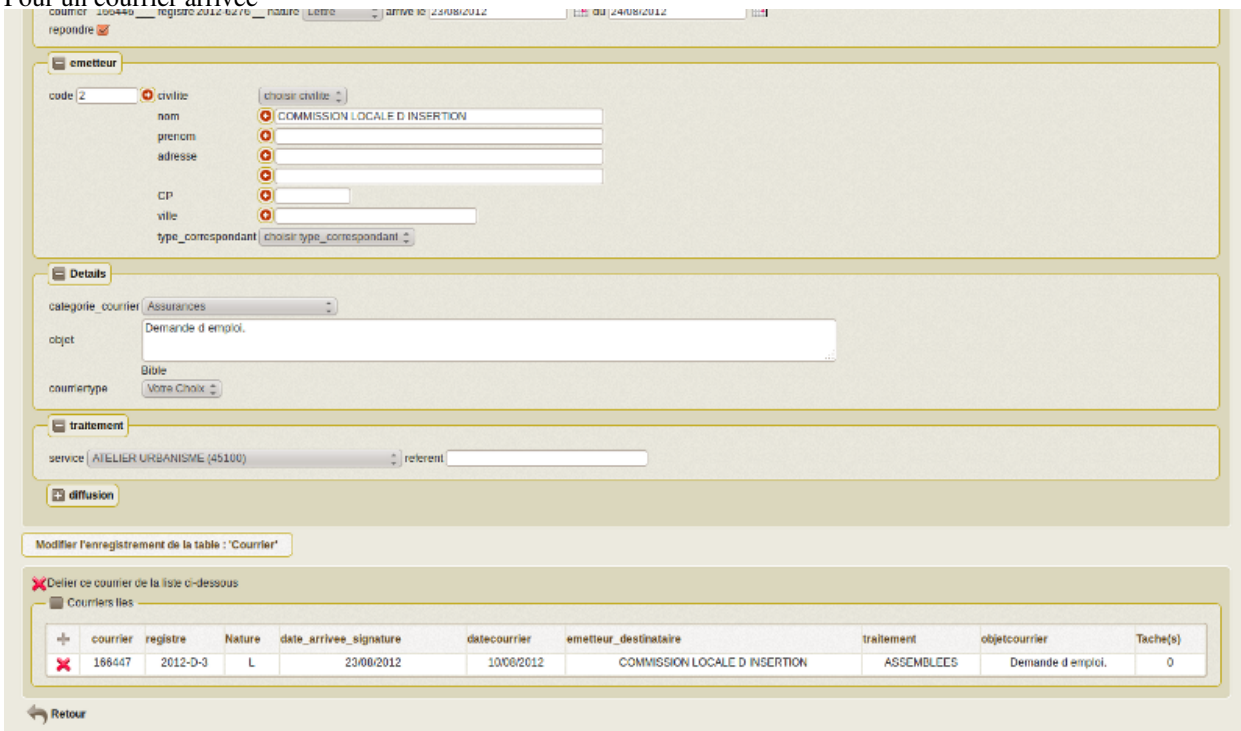 Pour un courrier arrivée
courrier 166446 ___ registre 2012-6276 __ nature Lettre arrive le 23/08/2012 du 24/08/2012
repondre
emetteur
code 2 civilite choisir civilite
nom COMMISSION LOCALE D INSERTION
prenom
adresse
CP
ville
type_correspondant choisir type_correspondant
Details
categorie_courrier Assurances
objet Demande d emploi.
Bible
courriertype Votre Choix
traitement
service ATELIER URBANISME (45100) referent
diffusion
Modifier l'enregistrement de la table : 'Courrier'
Delier ce courrier de la liste ci-dessous
Courriers lies
courrier registre Nature date_arrivee_signature datecourrier emetteur_destinataire traitement objetcourrier Tache(s)
166447 2012-D-3 L 23/08/2012 10/08/2012 COMMISSION LOCALE D INSERTION ASSEMBLEES Demande d emploi. 0
Retour